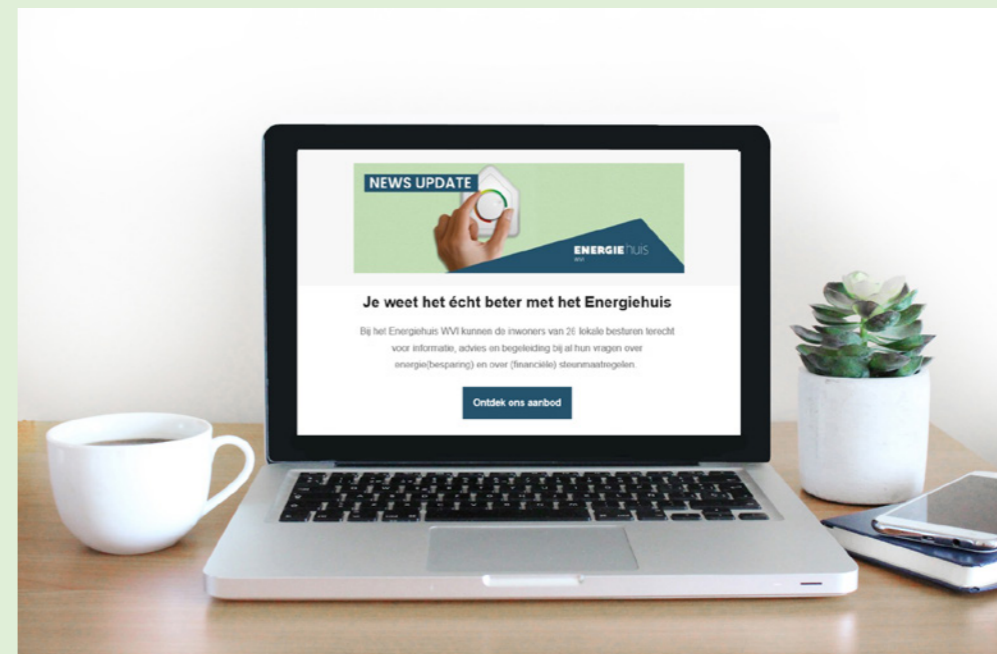 NEWS UPDATE
ENERGIEhuis
WVI
Je weet het écht beter met het Energiehuis
Bij het Energiehuis WVI kunnen de inwoners van 26 lokale besturen terecht
voor informatie, advies en begeleiding bij al hun vragen over
energie(besparing) en over (financiële) steunmaatregelen.
Ontdek ons aanbod